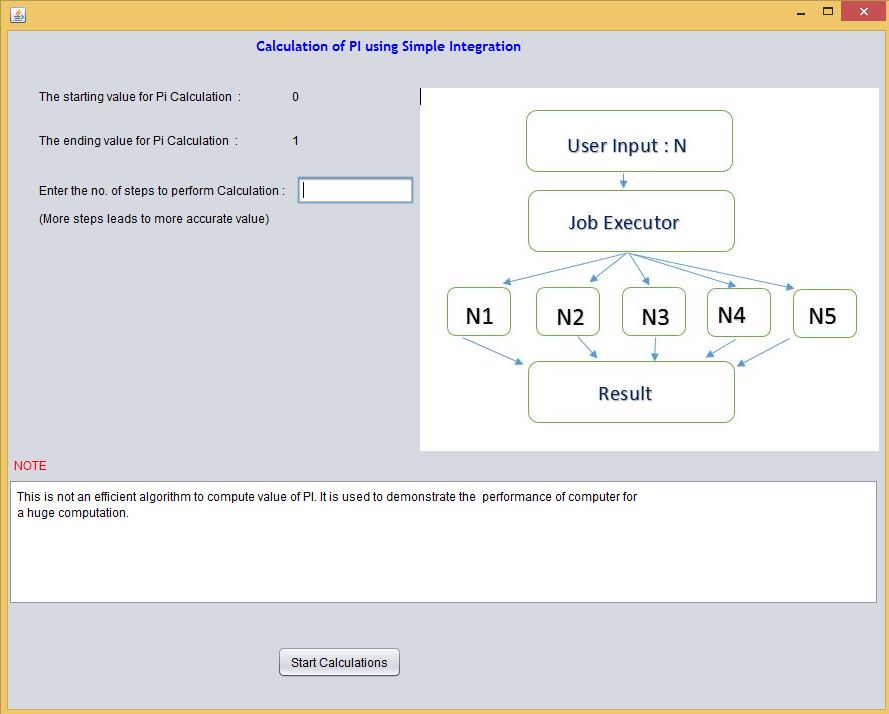 Calculation of PI using Simple Integration
The starting value for Pi Calculation  :  0
The ending value for Pi Calculation  :  1
Enter the no. of steps to perform Calculation :
(More steps leads to more accurate value)
User Input : N
Job Executor
N1 N2 N3 N4 N5
Result
NOTE
This is not an efficient algorithm to compute value of PI. It is used to demonstrate the  performance of computer for
a huge computation.
Start Calculations